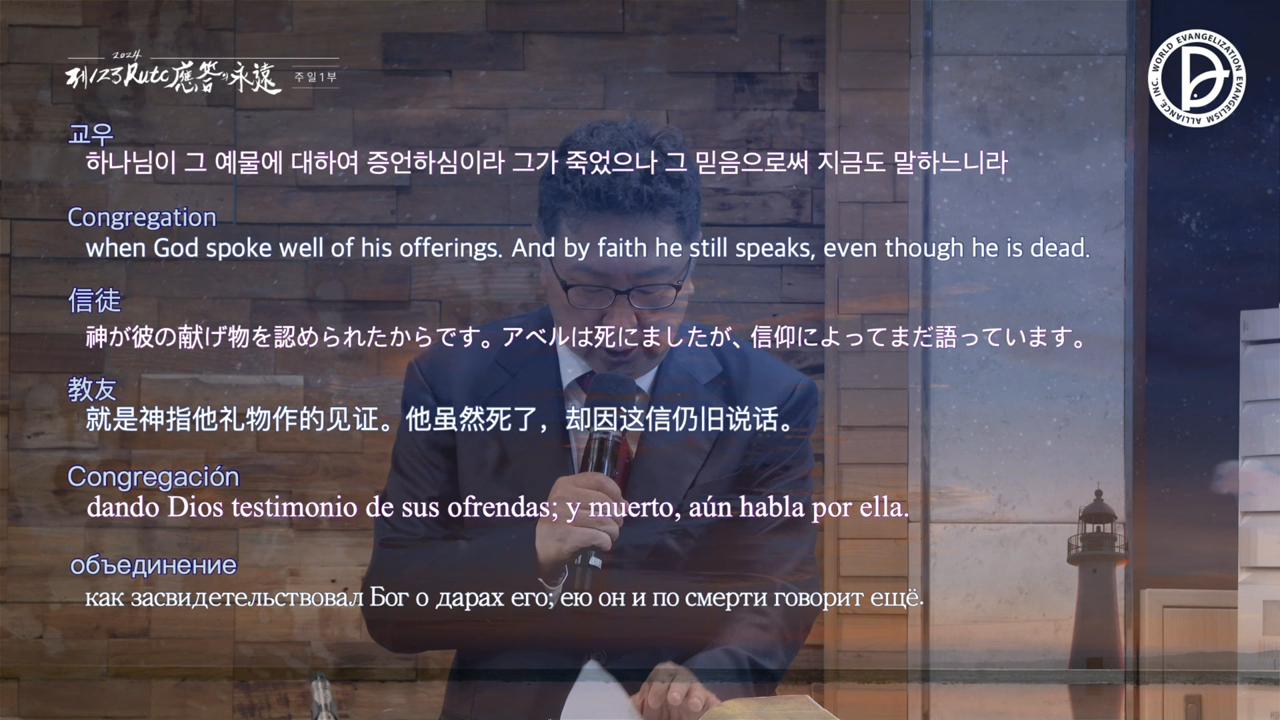 2024
제123 Rutc 應答의 永遠
주일1부
WORLD EVANGELIZATION EVANGELISM ALLIANCE, INC.
교우
하나님이 그 예물에 대하여 증언하심이라 그가 죽었으나 그 믿음으로써 지금도 말하느니라
Congregation
when God spoke well of his offerings. And by faith he still speaks, even though he is dead.
信徒
神が彼の献げ物を認められたからです。アベルは死にましたが、信仰によってまだ語っています。
教友
就是神指他礼物作的见证。他虽然死了，却因这信仍旧说话。
Congregación
dando Dios testimonio de sus ofrendas; y muerto, aún habla por ella.
объединение
как засвидетельствовал Бог о дарах его; ею он и по смерти говорит ещё.